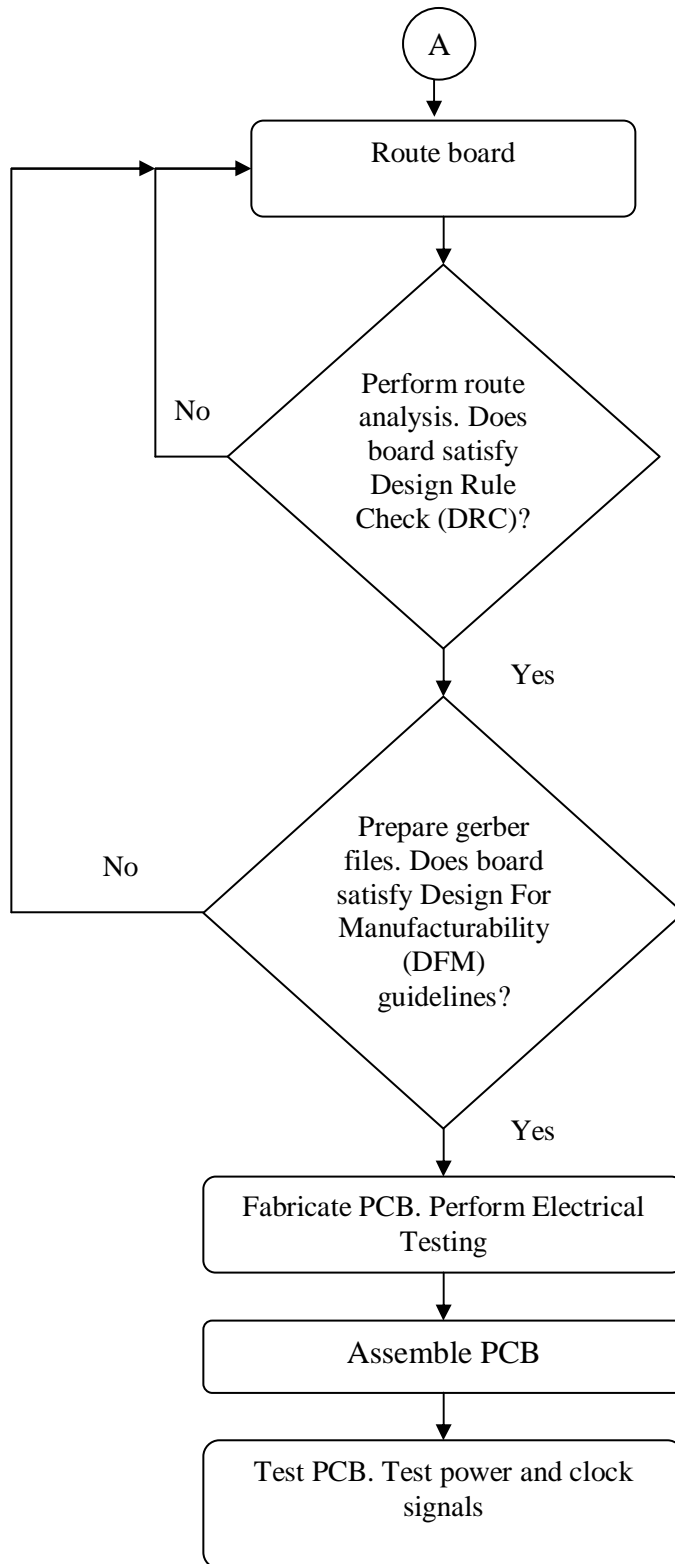 A
Route board
Perform route
analysis. Does
board satisfy
Design Rule
Check (DRC)?
No
Yes
Prepare gerber
files. Does board
satisfy Design For
Manufacturability
(DFM)
guidelines?
No
Yes
Fabricate PCB. Perform Electrical
Testing
Assemble PCB
Test PCB. Test power and clock
signals